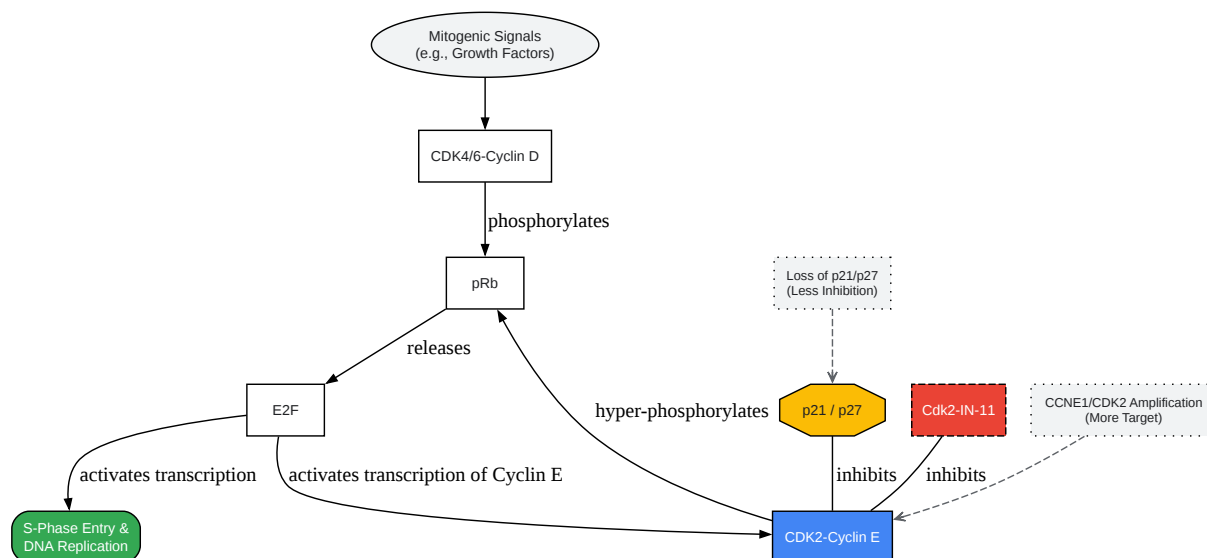 Mitogenic Signals
(e.g., Growth Factors)
CDK4/6-Cyclin D
phosphorylates
pRb
Loss of p21/p27
(Less Inhibition)
releases
E2F
hyper-phosphorylates
p21 / p27
Cdk2-IN-11
CCNE1/CDK2 Amplification
(More Target)
activates transcription
activates transcription of Cyclin E
inhibits
inhibits
S-Phase Entry &
DNA Replication
CDK2-Cyclin E